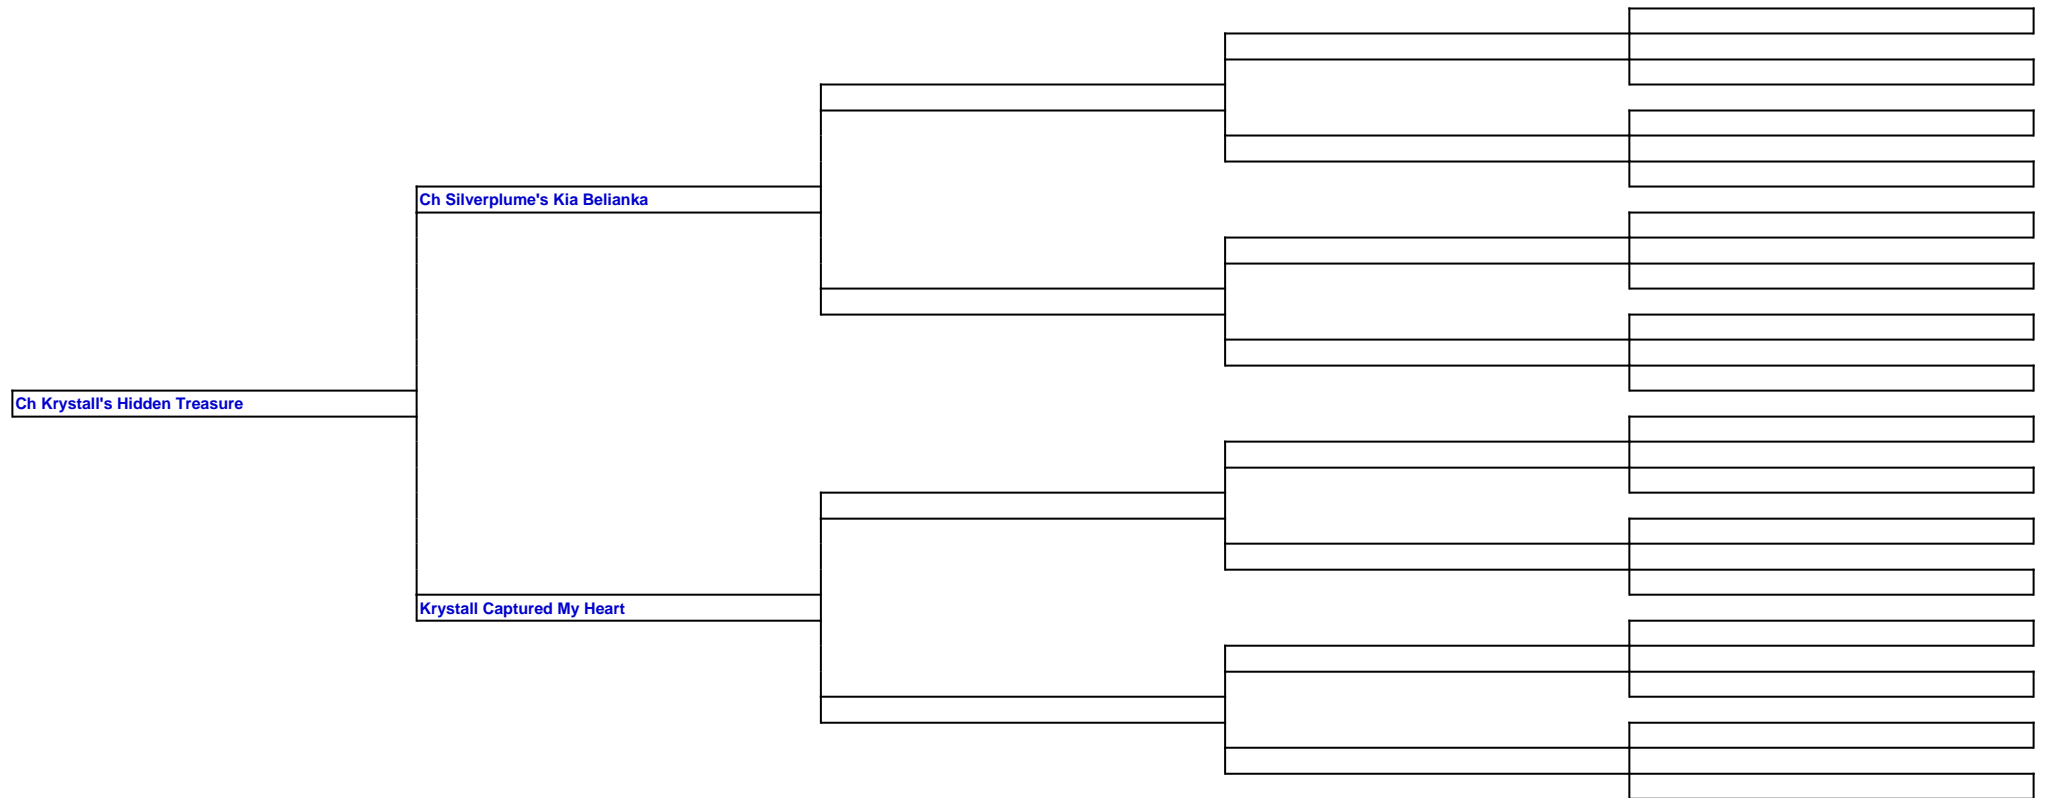 Ch Silverplume's Kia Belianka
Ch Krystall's Hidden Treasure
Krystall Captured My Heart